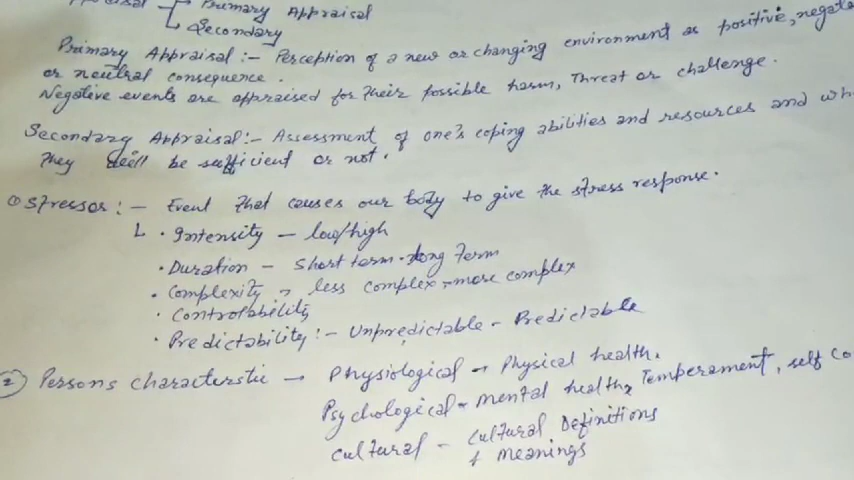 Primary Appraisal
Secondary
Primary Appraisal :- Perception of a new or changing environment as positive, negat
or neutral consequence.
Negative events are appraised for their possible harm, Threat or challenge.
Secondary Appraisal:- Assessment of one's coping abilities and resources and wh
They will be sufficient or not.
① Stressor :- Event that causes our body to give the stress response.
• Intensity - low/high
• Duration - Short term - long Term
• Complexity - less complex - more complex
• Controlability
• Predictability :- Unpredictable - Predictable
② Persons characterstic - Physiological - Physical health.
Psychological - Mental health, Temperament, self co
Cultural - Cultural Definitions
+ Meanings